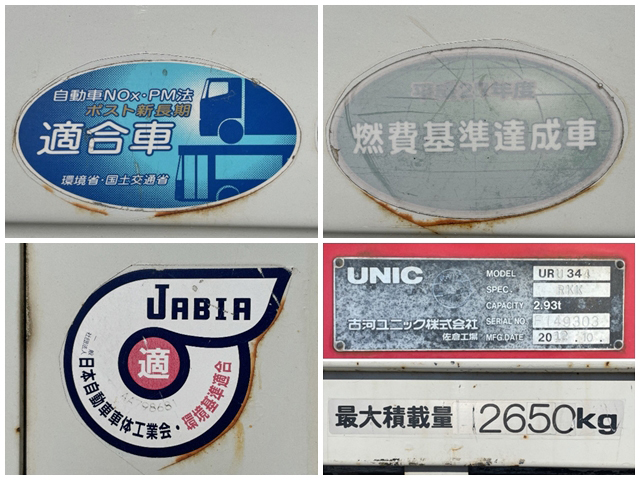 自動車NOx・PM法
ポスト新長期
適合車
環境省・国土交通省
燃費基準達成車
JABIA
適
日本自動車車体工業会・
環境基準適合
UNIC
古河ユニック株式会社
佐倉工場
MODEL URU344
SPEC.
CAPACITY 2.93t
SERIAL NO.
MFG.DATE
最大積載量 2650kg